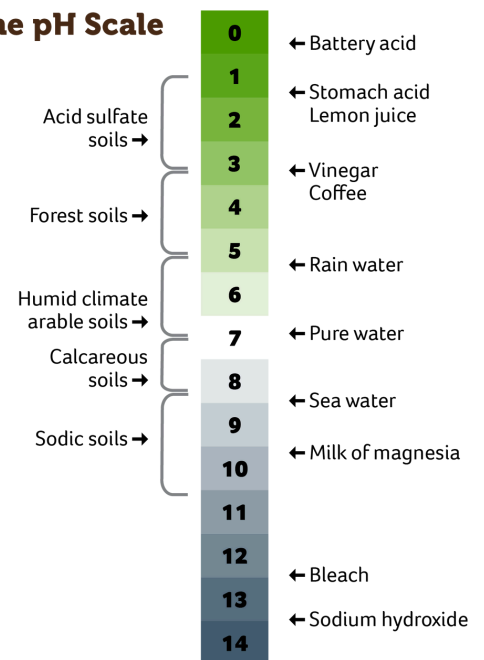 ne pH Scale
0
1
2
3
4
5
6
7
8
9
10
11
12
13
14
Acid sulfate
soils →
Forest soils →
Humid climate
arable soils →
Calcareous
soils →
Sodic soils →
← Battery acid
← Stomach acid
Lemon juice
← Vinegar
Coffee
← Rain water
← Pure water
← Sea water
← Milk of magnesia
← Bleach
← Sodium hydroxide